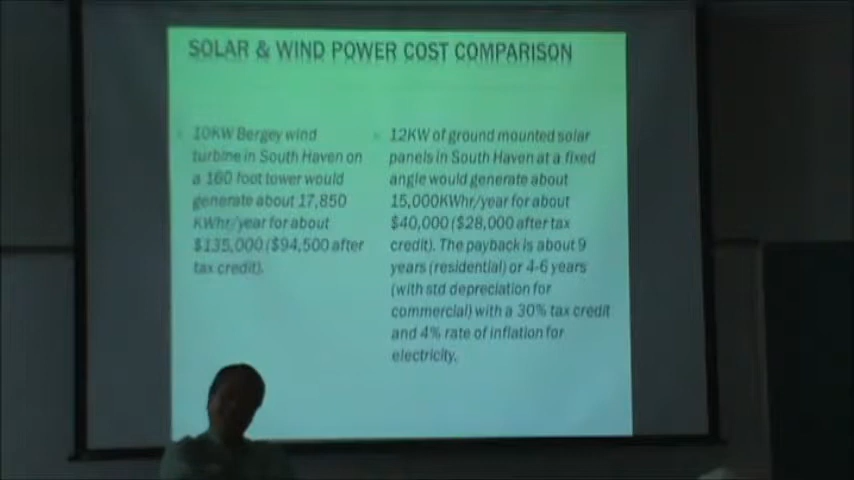 SOLAR & WIND POWER COST COMPARISON
10KW Bergey wind
turbine in South Haven on
a 160 foot tower would
generate about 17,850
KWhr/year for about
$135,000 ($94,500 after
tax credit).
12KW of ground mounted solar
panels in South Haven at a fixed
angle would generate about
15,000KWhr/year for about
$40,000 ($28,000 after tax
credit). The payback is about 9
years (residential) or 4-6 years
(with std depreciation for
commercial) with a 30% tax credit
and 4% rate of inflation for
electricity.